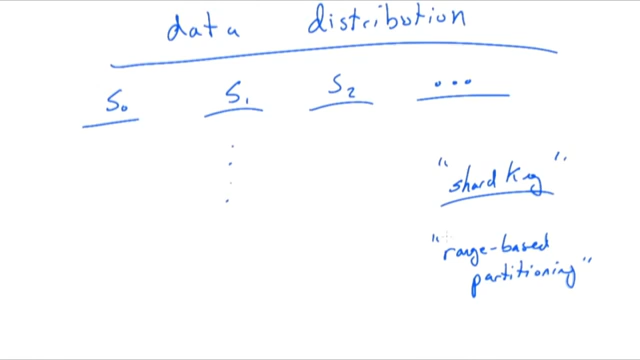 data distribution
S0 S1 S2 ...
"shard Key"
"range-based
partitioning"